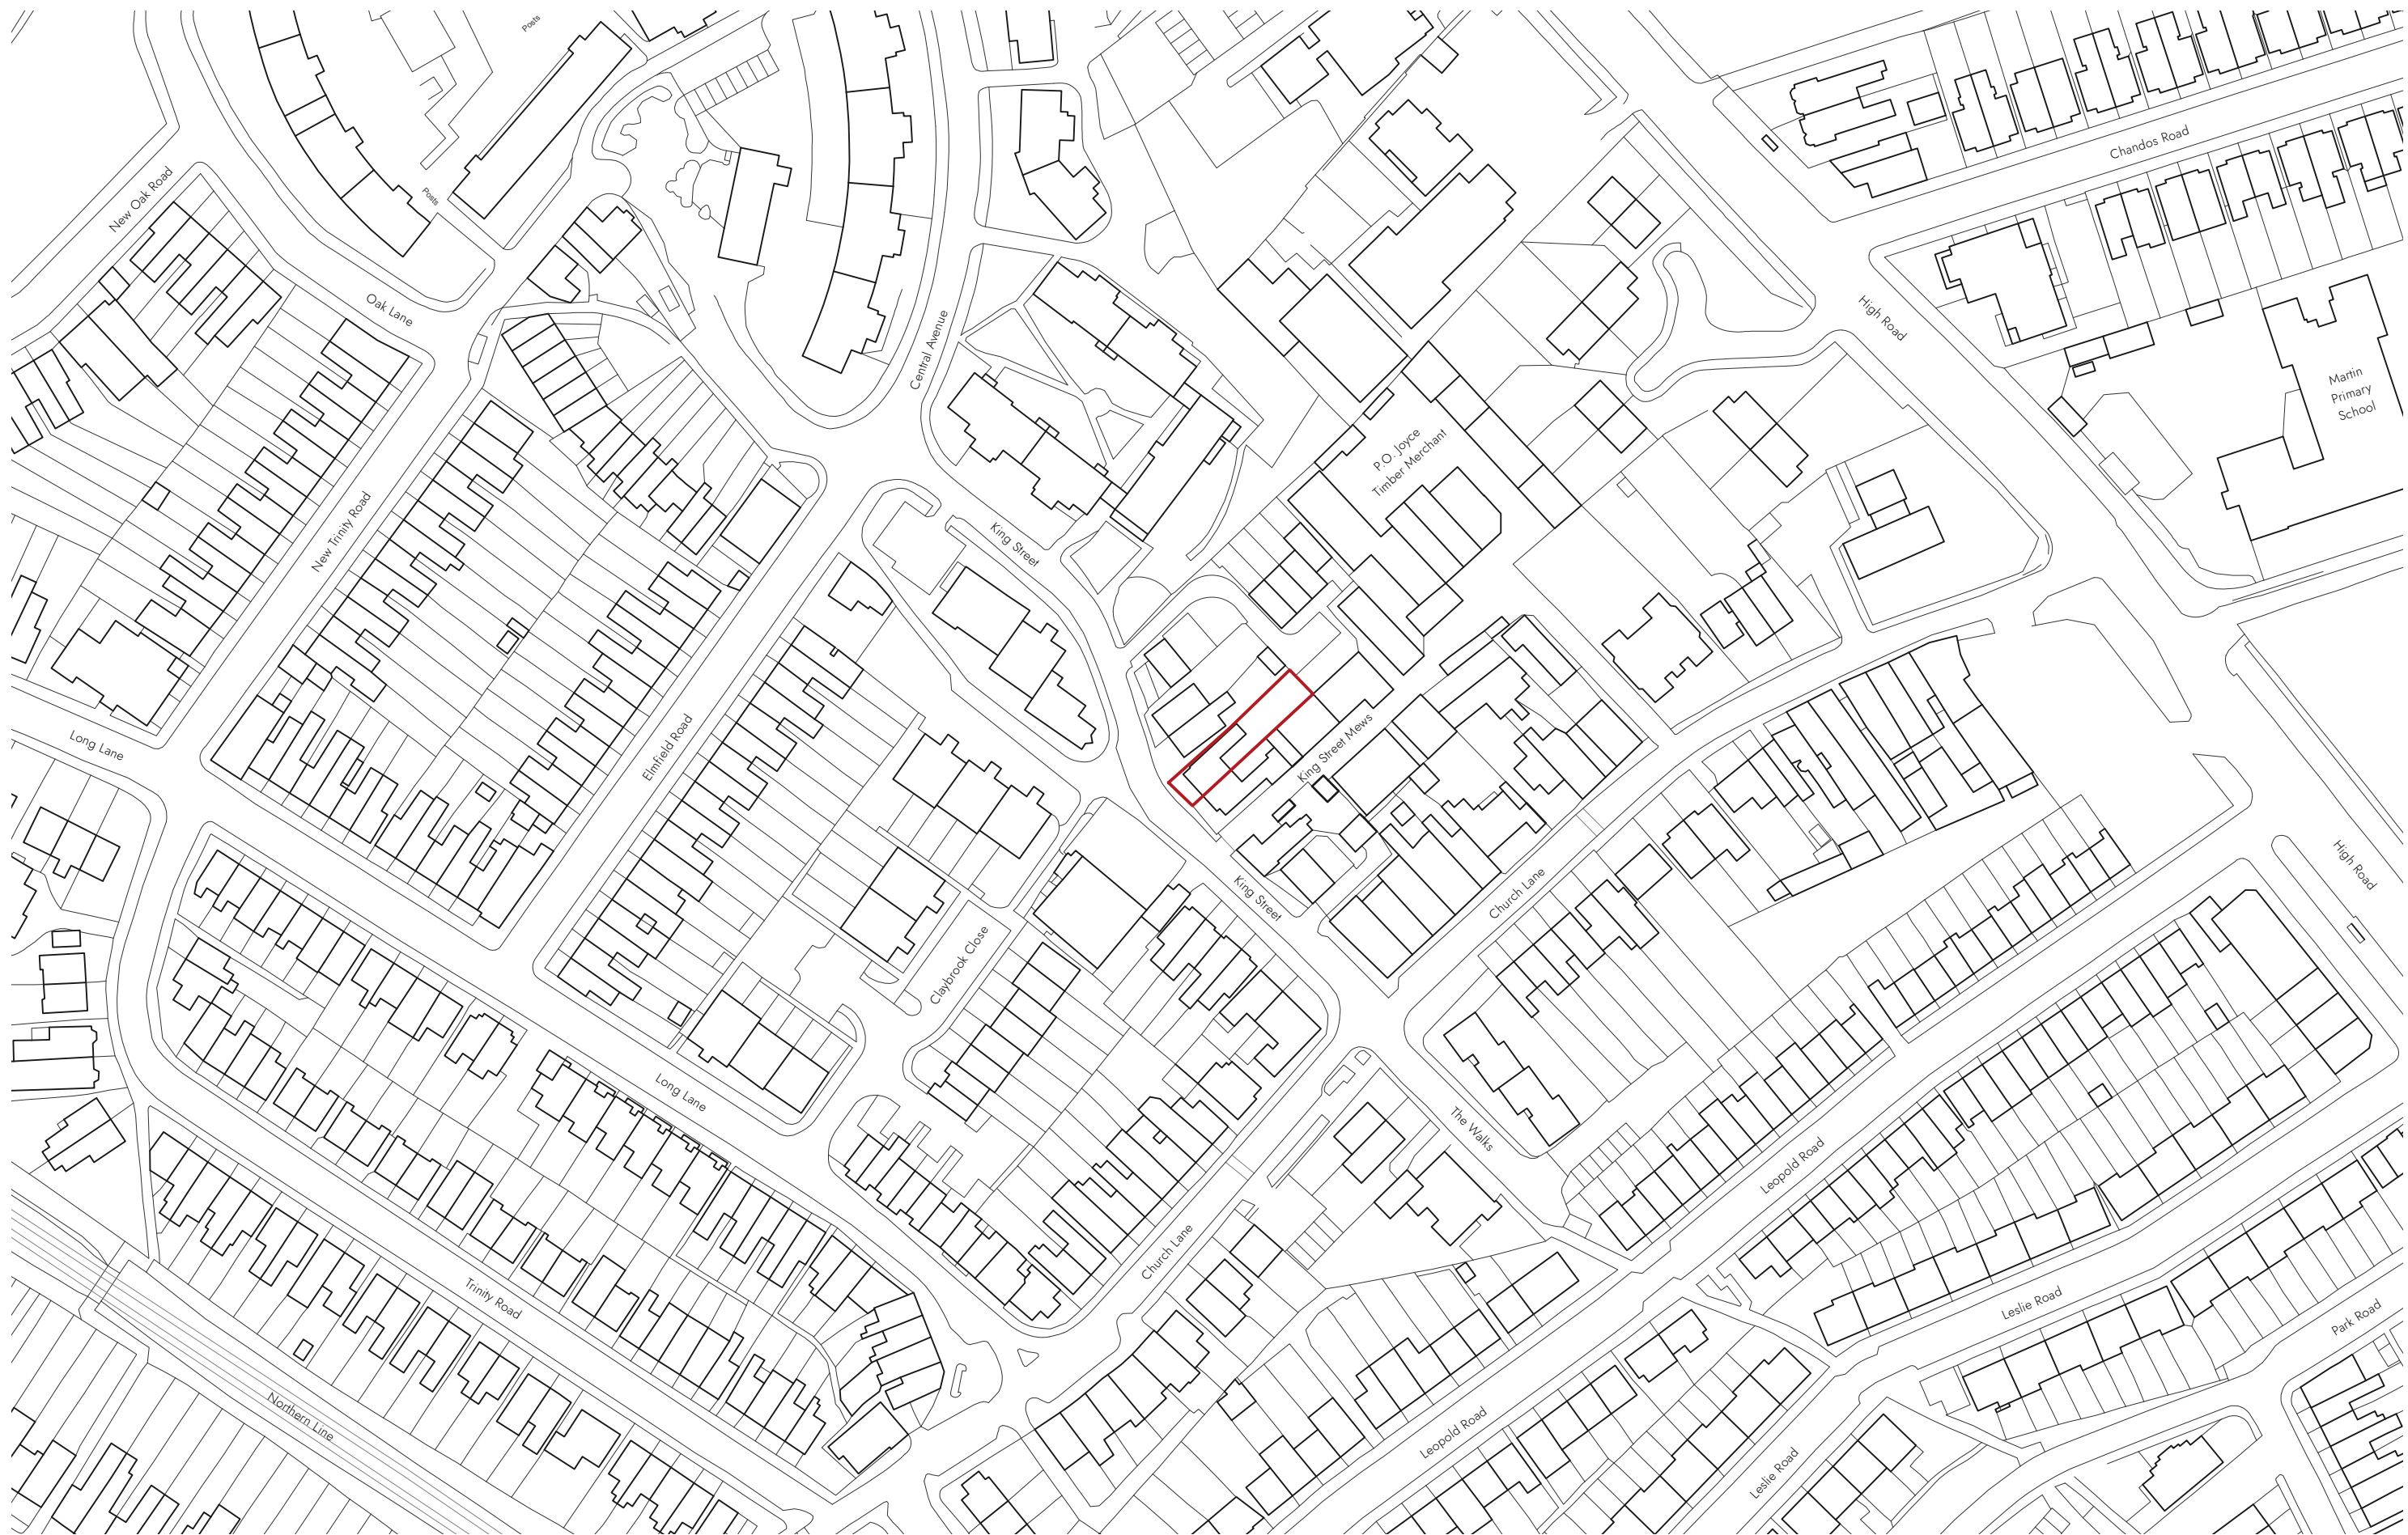 Posts
Chandos Road
New Oak Road
Posts
Oak Lane
High Road
Central Avenue
Martin
Primary
School
P.O. Joyce
Timber Merchant
New Trinity Road
King Street
Long Lane
Elmfield Road
King Street Mews
High Road
King Street
Church Lane
Claybrook Close
Long Lane
The Walks
Leopold Road
Church Lane
Trinity Road
Leslie Road
Park Road
Northern Line
Leopold Road
Leslie Road